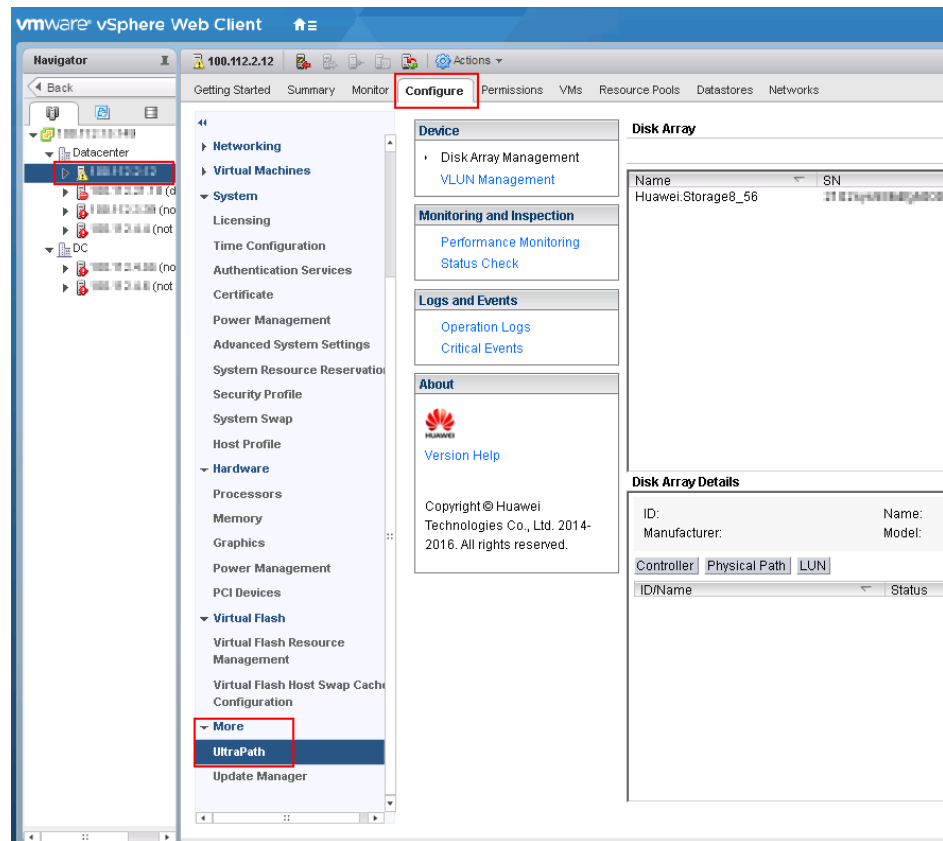 vmware® vSphere Web Client
Navigator
100.112.2.12
Actions
Back
Getting Started Summary Monitor Configure Permissions VMs Resource Pools Datastores Networks
Datacenter
(d
(no
(not
DC
(no
(not
Networking
Virtual Machines
System
Licensing
Time Configuration
Authentication Services
Certificate
Power Management
Advanced System Settings
System Resource Reservation
Security Profile
System Swap
Host Profile
Hardware
Processors
Memory
Graphics
Power Management
PCI Devices
Virtual Flash
Virtual Flash Resource
Management
Virtual Flash Host Swap Cache
Configuration
More
UltraPath
Update Manager
Device
Disk Array Management
VLUN Management
Monitoring and Inspection
Performance Monitoring
Status Check
Logs and Events
Operation Logs
Critical Events
About
HUAWEI
Version Help
Copyright © Huawei
Technologies Co., Ltd. 2014-
2016. All rights reserved.
Disk Array
Name SN
Huawei.Storage8_56
Disk Array Details
ID: Name:
Manufacturer: Model:
Controller Physical Path LUN
ID/Name Status